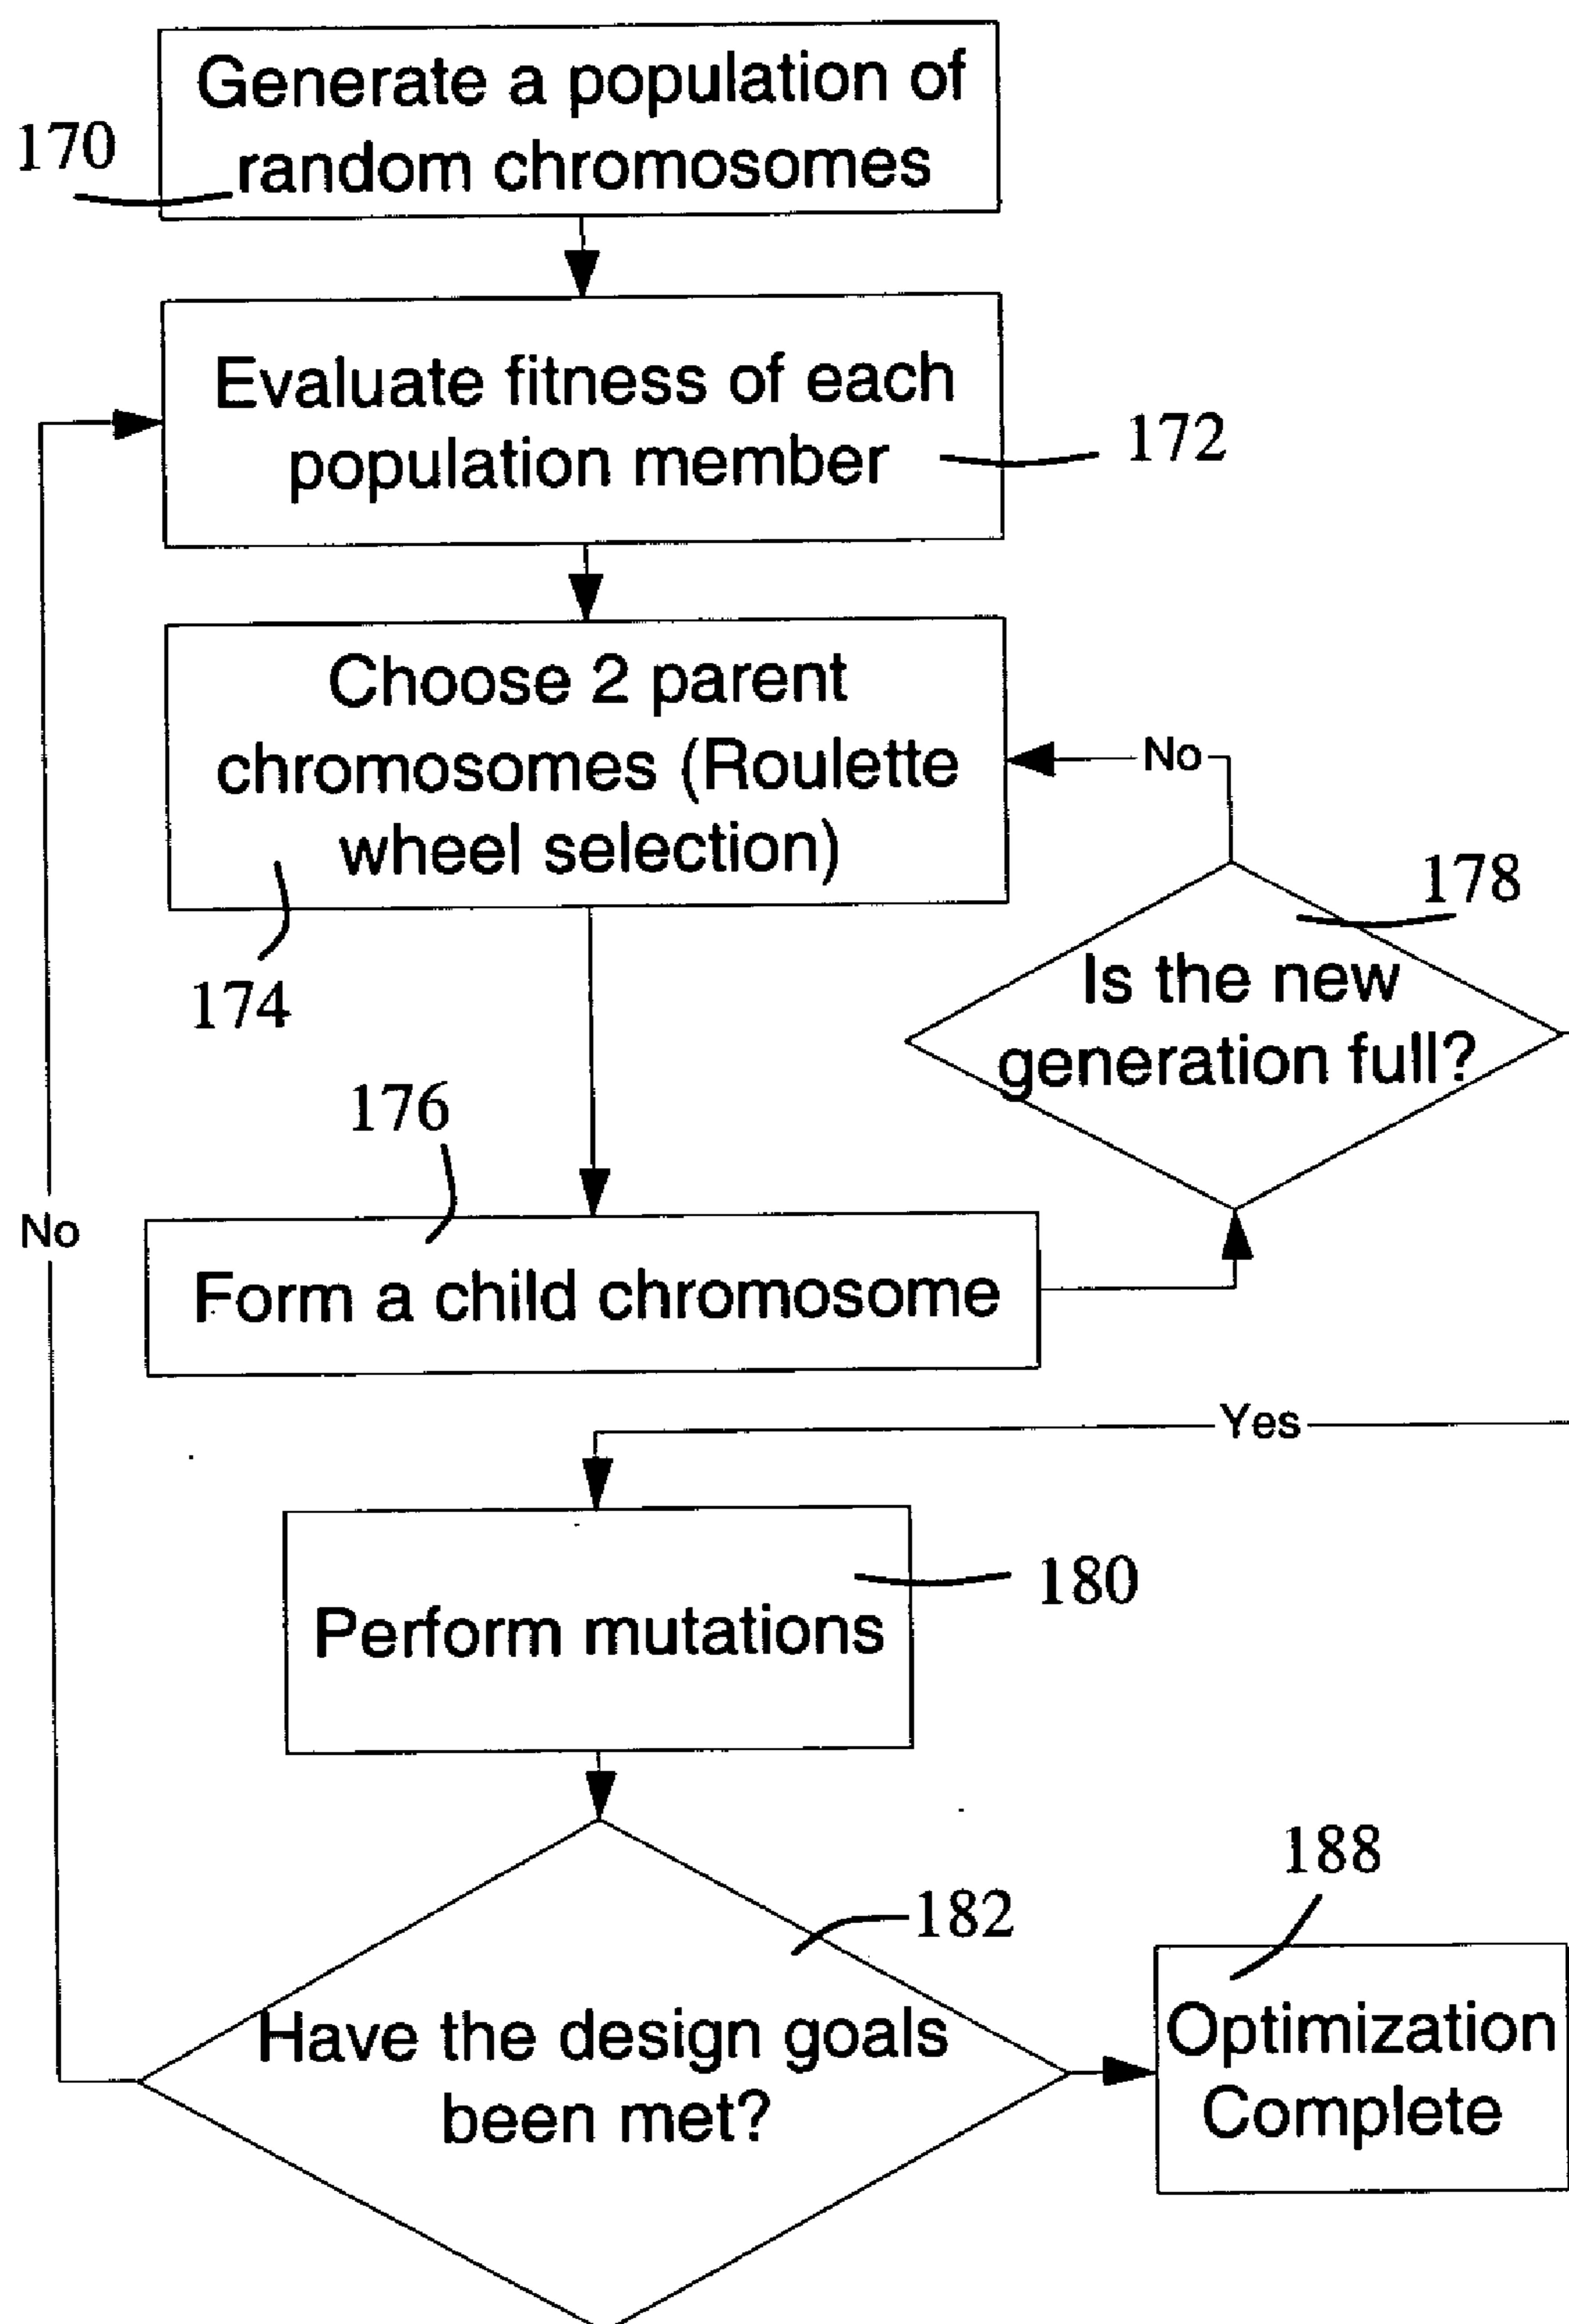 Generate a population of
random chromosomes
170
Evaluate fitness of each
population member
172
Choose 2 parent
chromosomes (Roulette
wheel selection)
174
No
178
Is the new
generation full?
176
Form a child chromosome
No
Yes
Perform mutations
180
182
Have the design goals
been met?
188
Optimization
Complete